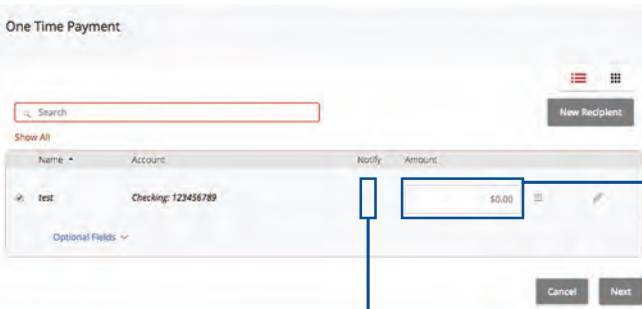 One Time Payment
Search
New Recipient
Show All
Name Account Notify Amount
test Checking: 123456789 $0.00
Optional Fields
Cancel Next